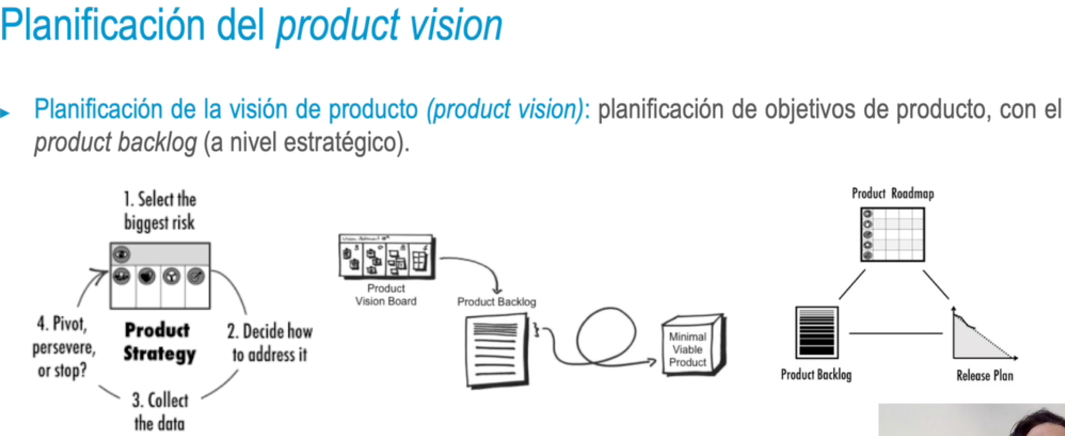 Planificación del product vision
Planificación de la visión de producto (product vision): planificación de objetivos de producto, con el
product backlog (a nivel estratégico).
1. Select the
biggest risk
Product
Strategy
2. Decide how
to address it
3. Collect
the data
4. Pivot,
persevere,
or stop?
Product
Vision Board
Product Backlog
Minimal
Viable
Product
Product Roadmap
Product Backlog
Release Plan